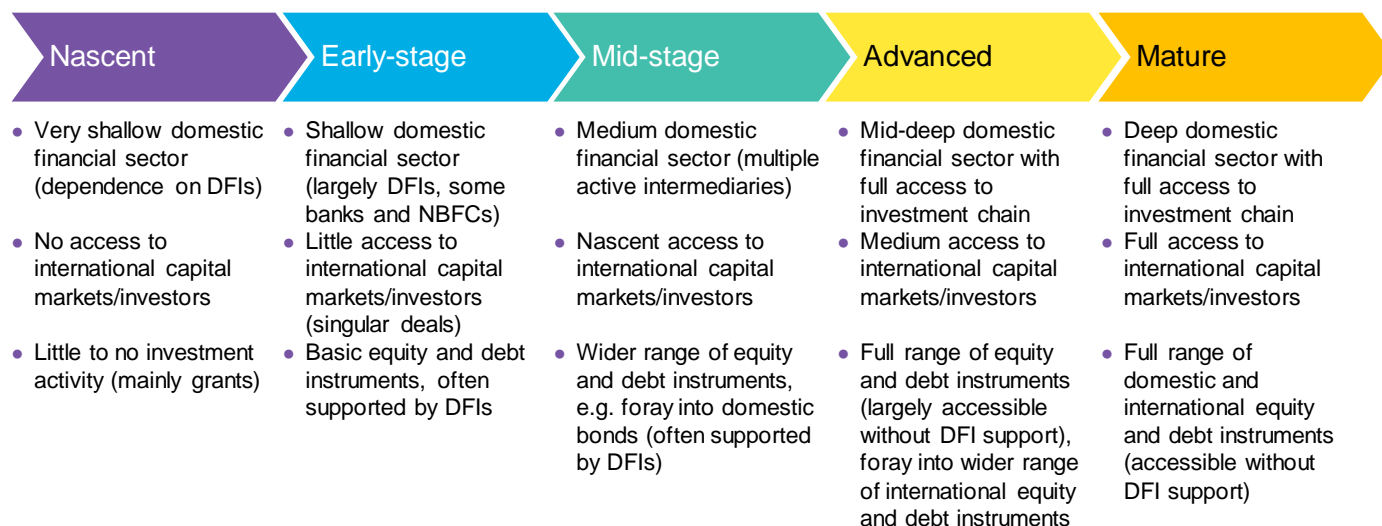 Nascent
Early-stage
Mid-stage
Advanced
Mature
• Very shallow domestic
financial sector
(dependence on DFIs)
• No access to
international capital
markets/investors
• Little to no investment
activity (mainly grants)
• Shallow domestic
financial sector
(largely DFIs, some
banks and NBFCs)
• Little access to
international capital
markets/investors
(singular deals)
• Basic equity and debt
instruments, often
supported by DFIs
• Medium domestic
financial sector (multiple
active intermediaries)
• Nascent access to
international capital
markets/investors
• Wider range of equity
and debt instruments,
e.g. foray into domestic
bonds (often supported
by DFIs)
• Mid-deep domestic
financial sector with
full access to
investment chain
• Medium access to
international capital
markets/investors
• Full range of equity
and debt instruments
(largely accessible
without DFI support),
foray into wider range
of international equity
and debt instruments
• Deep domestic
financial sector with
full access to
investment chain
• Full access to
international capital
markets/investors
• Full range of
domestic and
international equity
and debt instruments
(accessible without
DFI support)